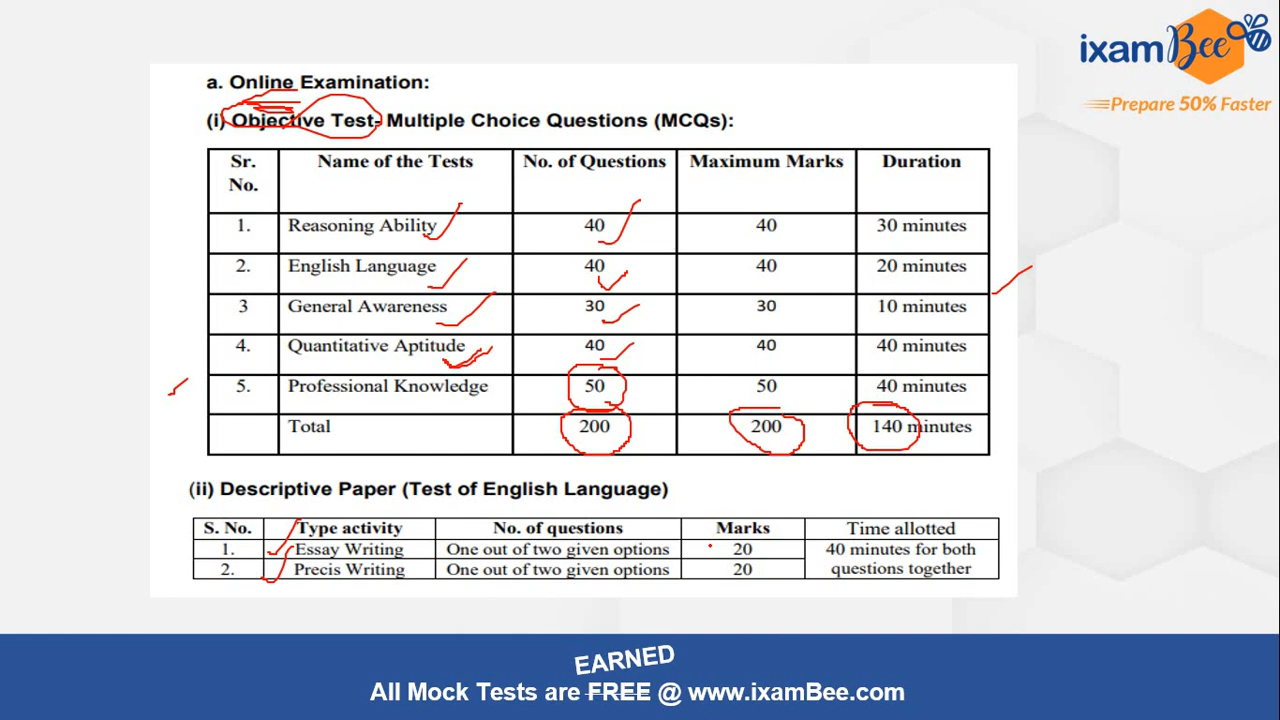 ixamBee
Prepare 50% Faster
a. Online Examination:
(i) Objective Test- Multiple Choice Questions (MCQs):
Sr. No. Name of the Tests No. of Questions Maximum Marks Duration
1. Reasoning Ability 40 40 30 minutes
2. English Language 40 40 20 minutes
3 General Awareness 30 30 10 minutes
4. Quantitative Aptitude 40 40 40 minutes
5. Professional Knowledge 50 50 40 minutes
Total 200 200 140 minutes
(ii) Descriptive Paper (Test of English Language)
S. No. Type activity No. of questions Marks Time allotted
1. Essay Writing One out of two given options 20 40 minutes for both
2. Precis Writing One out of two given options 20 questions together
EARNED
All Mock Tests are FREE @ www.ixamBee.com